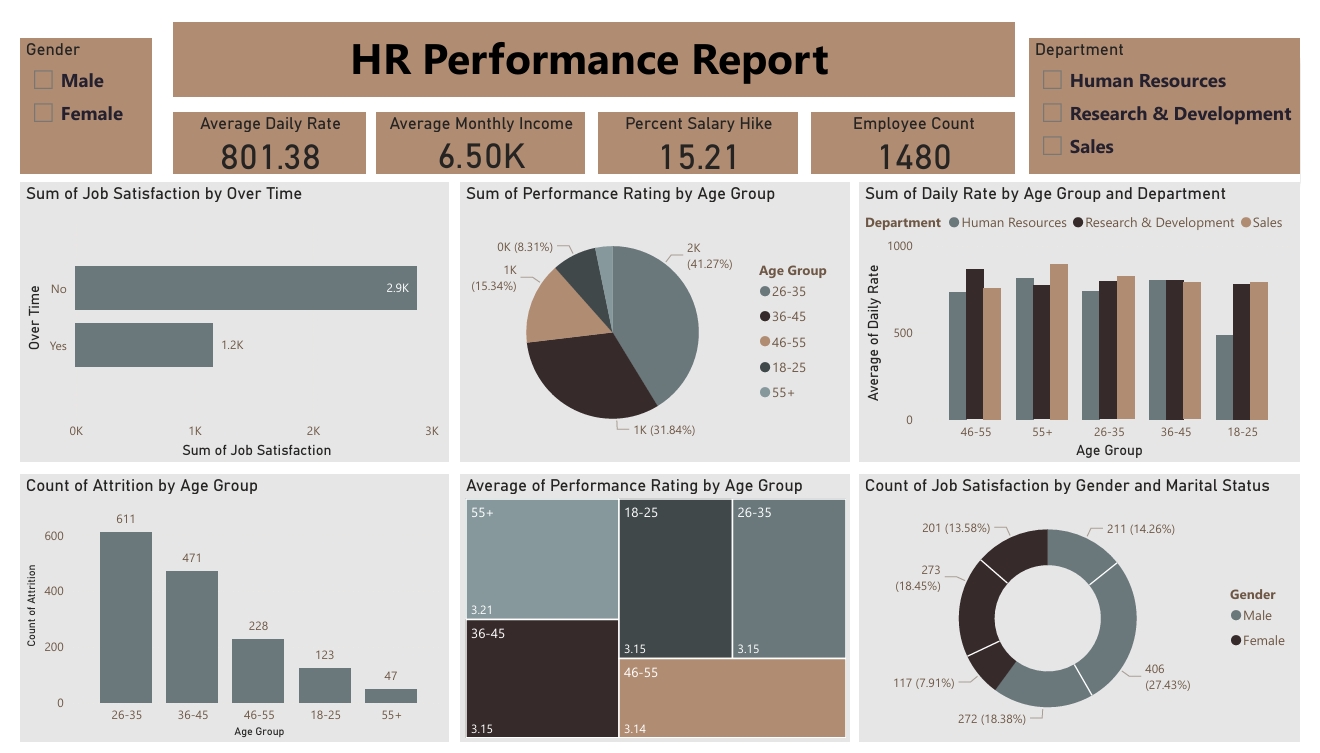 Gender
Male
Female
HR Performance Report
Department
Human Resources
Research & Development
Sales
Average Daily Rate
801.38
Average Monthly Income
6.50K
Percent Salary Hike
15.21
Employee Count
1480
Sum of Job Satisfaction by Over Time
Over Time
No
2.9K
Yes
1.2K
0K 1K 2K 3K
Sum of Job Satisfaction
Sum of Performance Rating by Age Group
0K (8.31%)
2K
(41.27%)
1K
(15.34%)
1K (31.84%)
Age Group
26-35
36-45
46-55
18-25
55+
Sum of Daily Rate by Age Group and Department
Department Human Resources Research & Development Sales
Average of Daily Rate
1000
500
0
46-55 55+ 26-35 36-45 18-25
Age Group
Count of Attrition by Age Group
Count of Attrition
600
400
200
0
611
471
228
123
47
26-35 36-45 46-55 18-25 55+
Age Group
Average of Performance Rating by Age Group
55+
3.21
36-45
3.15
18-25
3.15
26-35
3.15
46-55
3.14
Count of Job Satisfaction by Gender and Marital Status
201 (13.58%)
211 (14.26%)
273
(18.45%)
117 (7.91%)
272 (18.38%)
406
(27.43%)
Gender
Male
Female